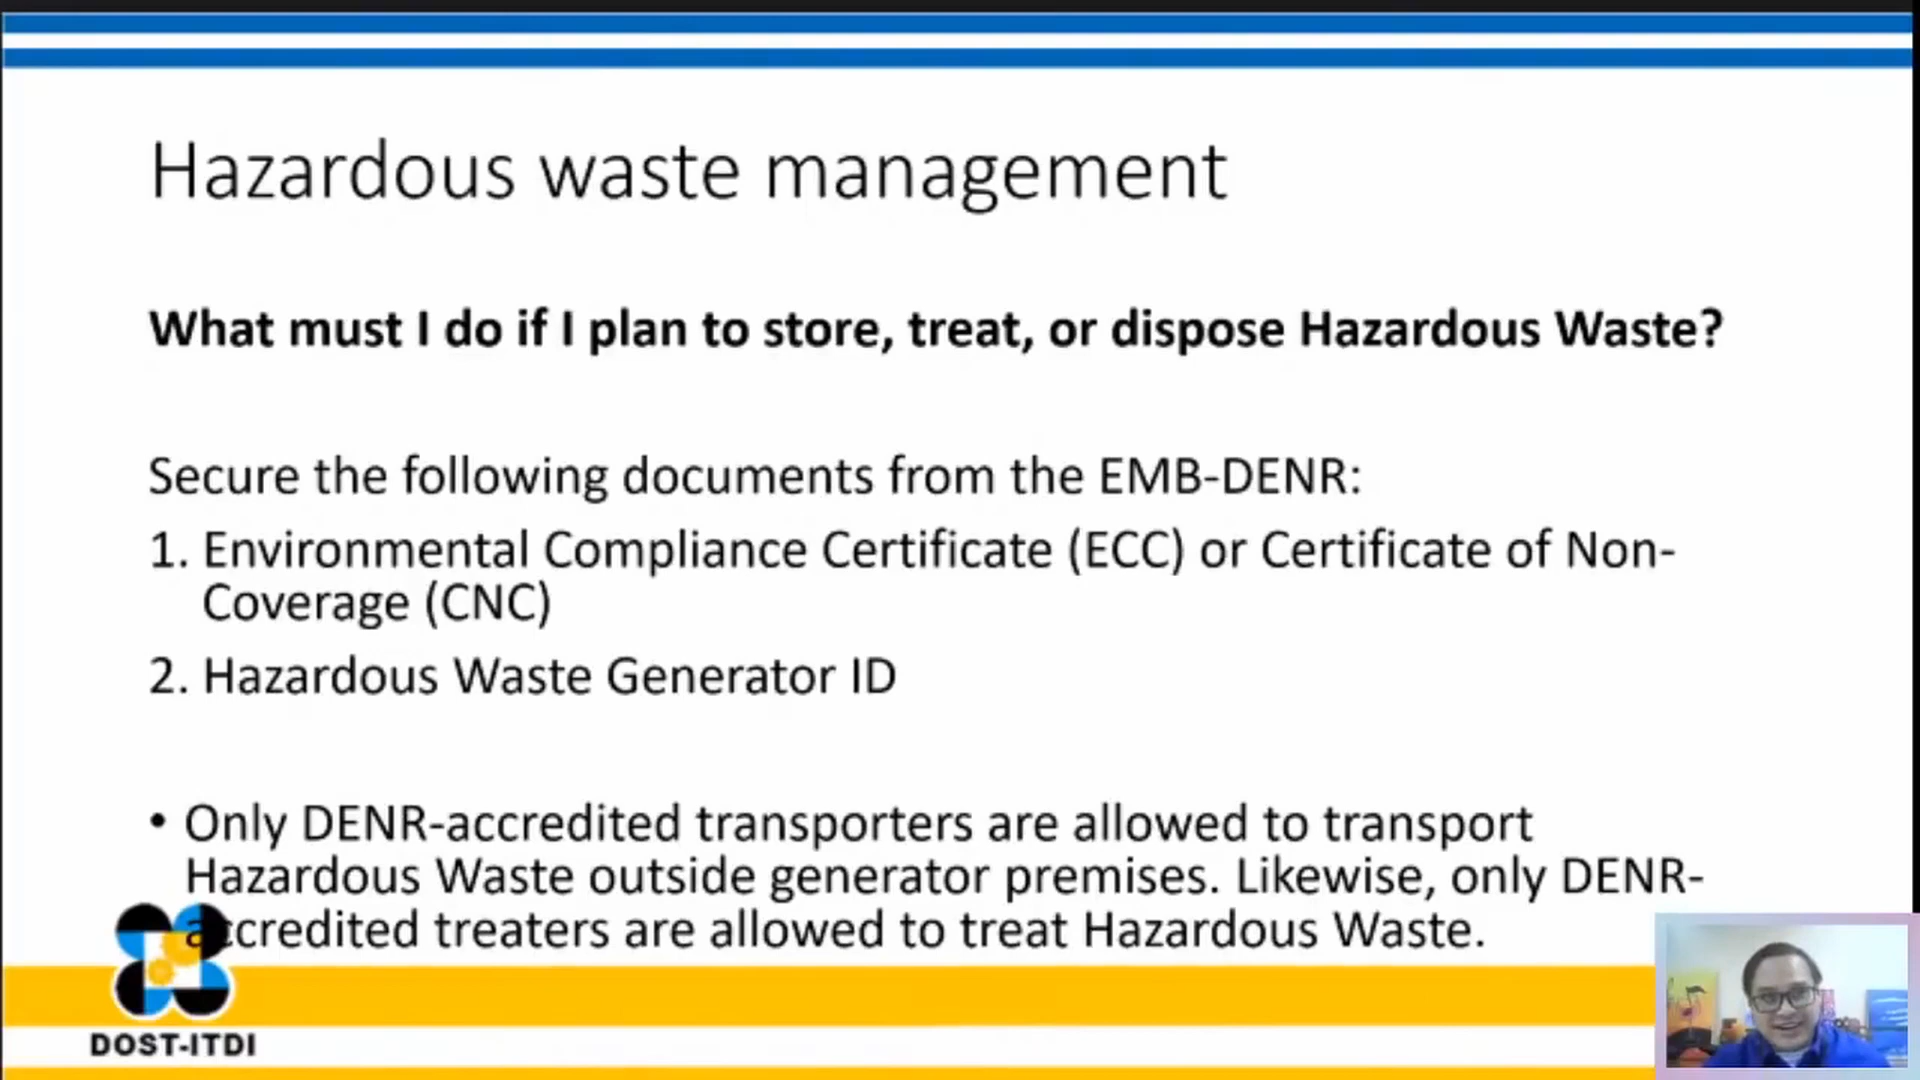 Hazardous waste management
What must I do if I plan to store, treat, or dispose Hazardous Waste?
Secure the following documents from the EMB-DENR:
1. Environmental Compliance Certificate (ECC) or Certificate of Non-
Coverage (CNC)
2. Hazardous Waste Generator ID
• Only DENR-accredited transporters are allowed to transport
Hazardous Waste outside generator premises. Likewise, only DENR-
accredited treaters are allowed to treat Hazardous Waste.
DOST-ITDI